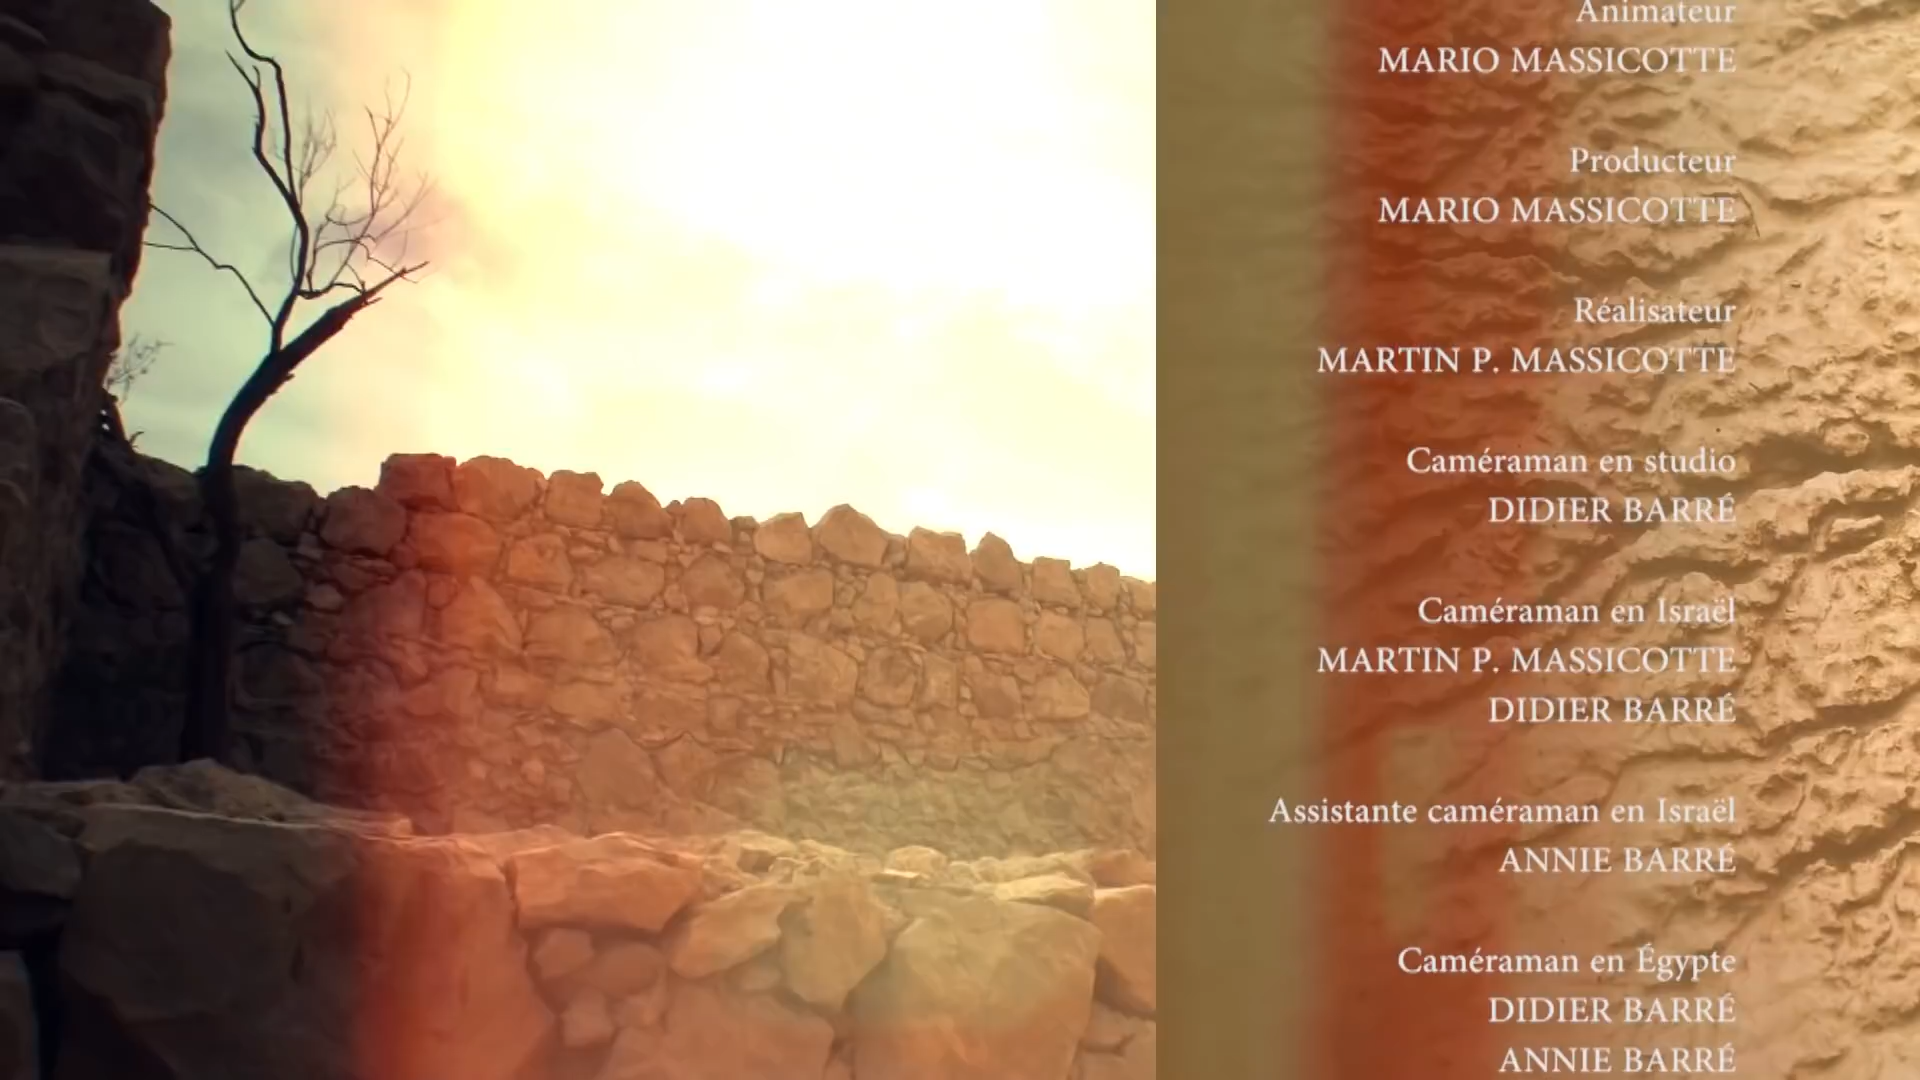 Animateur
MARIO MASSICOTTE
Producteur
MARIO MASSICOTTE
Réalisateur
MARTIN P. MASSICOTTE
Caméraman en studio
DIDIER BARRÉ
Caméraman en Israël
MARTIN P. MASSICOTTE
DIDIER BARRÉ
Assistante caméraman en Israël
ANNIE BARRÉ
Caméraman en Égypte
DIDIER BARRÉ
ANNIE BARRÉ